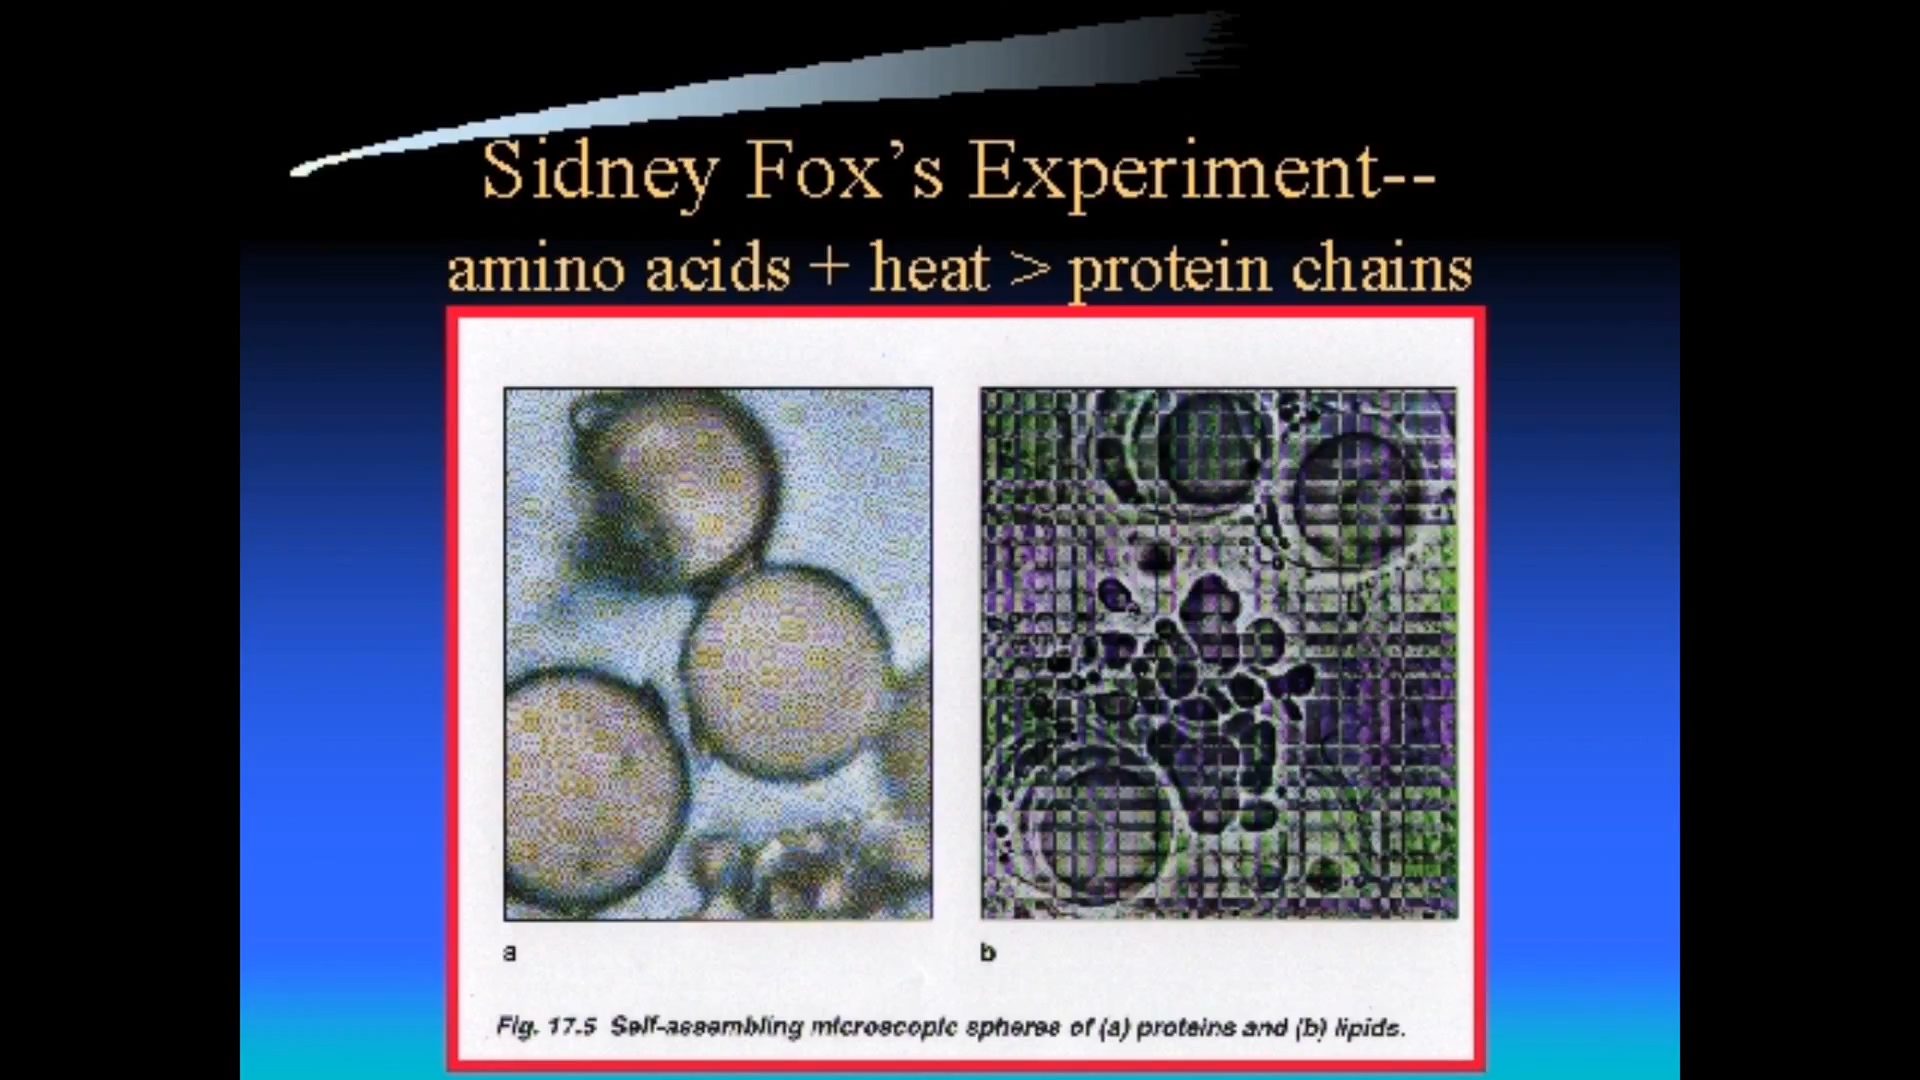 Sidney Fox’s Experiment--
amino acids + heat > protein chains
a
b
Fig. 17.5 Self-assembling microscopic spheres of (a) proteins and (b) lipids.